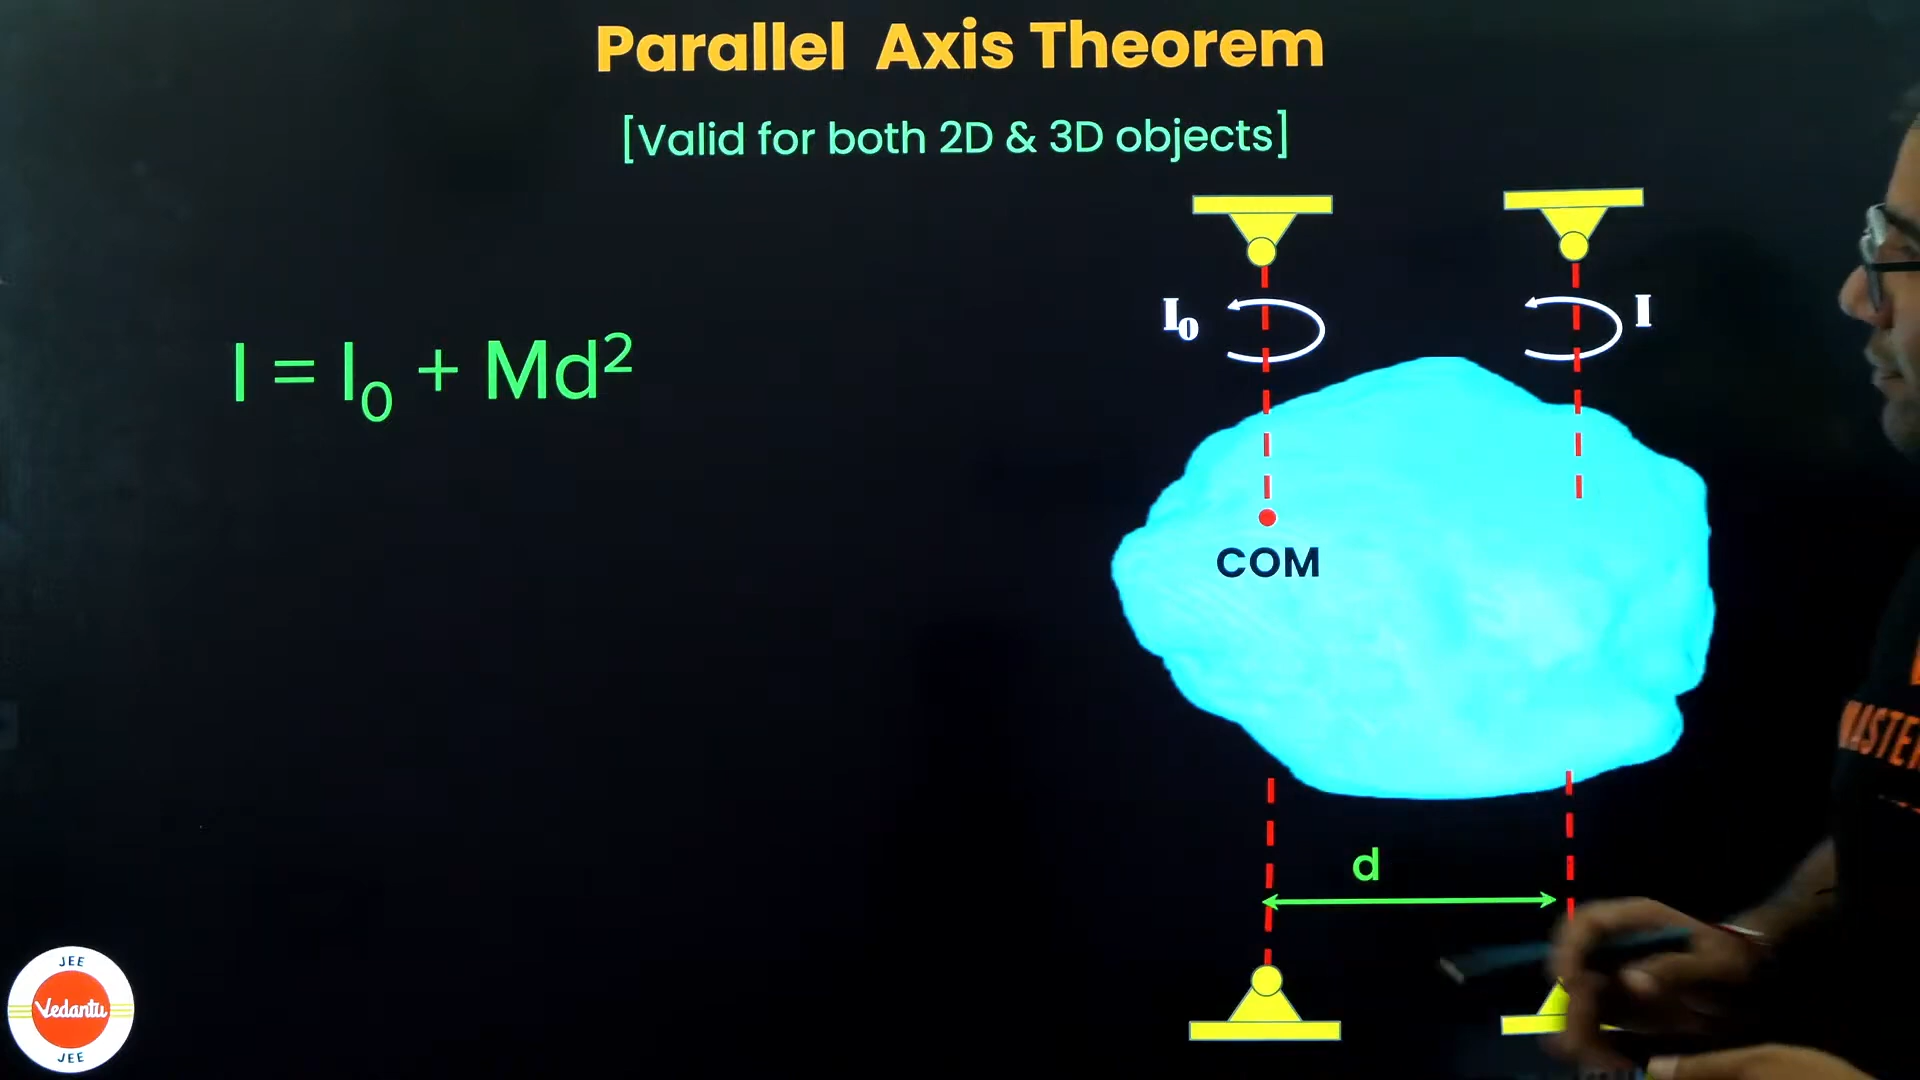 Parallel Axis Theorem
[Valid for both 2D & 3D objects]
I₀
I
I = I₀ + Md²
COM
d
JEE
Vedantu
JEE